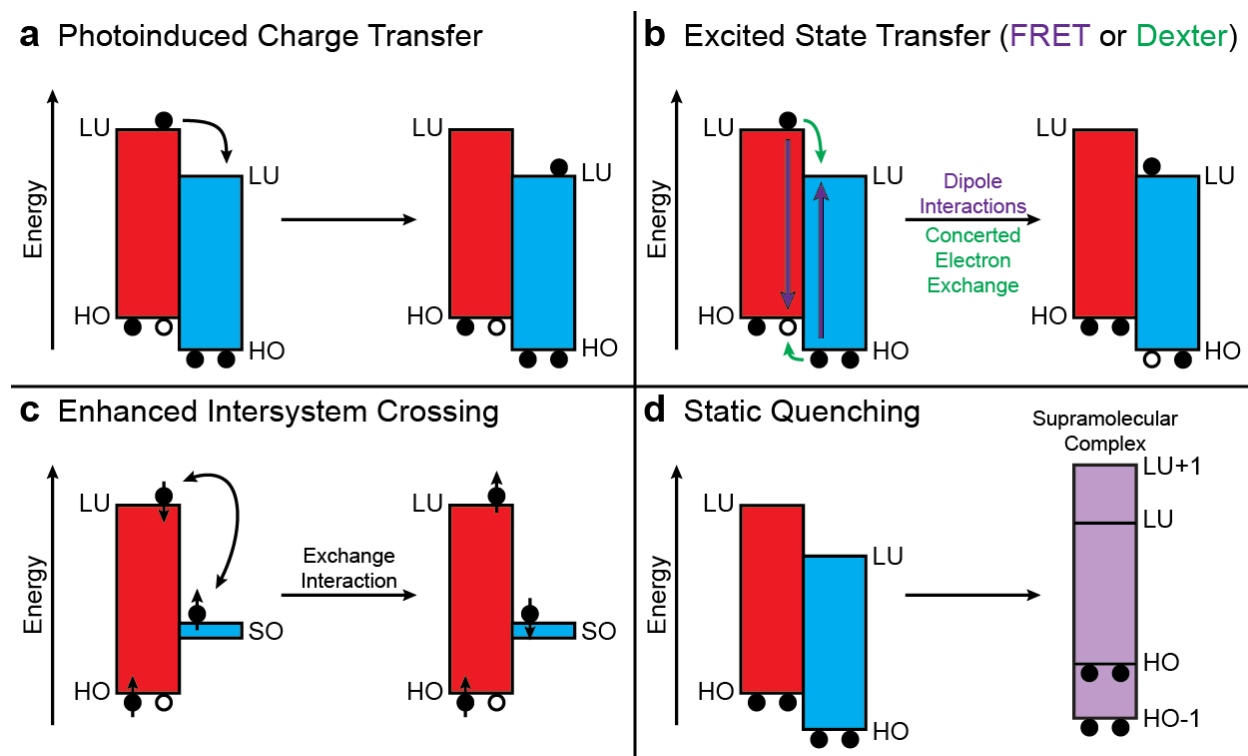 a Photoinduced Charge Transfer
Energy
LU
LU
HO
HO
LU
LU
HO
HO
b Excited State Transfer (FRET or Dexter)
Energy
LU
LU
HO
HO
Dipole
Interactions
Concerted
Electron
Exchange
LU
LU
HO
HO
c Enhanced Intersystem Crossing
Energy
LU
SO
HO
Exchange
Interaction
LU
SO
HO
d Static Quenching
Energy
LU
LU
HO
HO
Supramolecular
Complex
LU+1
LU
HO
HO-1